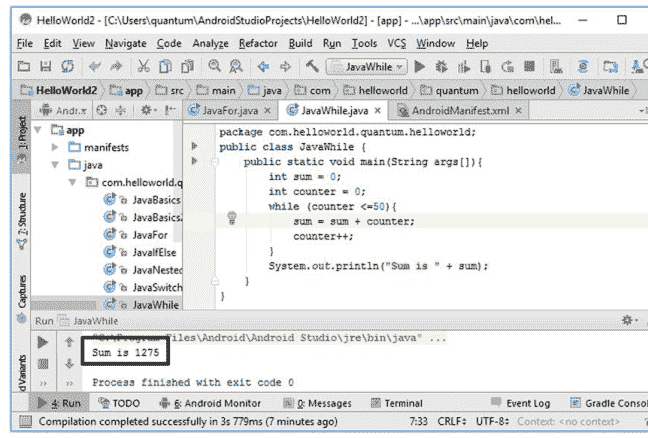 HelloWorld2 - [C:\Users\quantum\AndroidStudioProjects\HelloWorld2] - [app] - ...\app\src\main\java\com\hel...
File Edit View Navigate Code Analyze Refactor Build Run Tools VCS Window Help
JavaWhile
HelloWorld2 app src main java com helloworld quantum helloworld JavaWhile
Andr.. JavaFor.java × JavaWhile.java × AndroidManifest.xml ×
1: Project
7: Structure
Captures
d Variants
app
manifests
java
com.helloworld.q
JavaBasics
JavaBasics.
JavaFor
JavaIfElse
JavaNested
JavaSwitch
JavaWhile
package com.helloworld.quantum.helloworld;
public class JavaWhile {
public static void main(String args[]){
int sum = 0;
int counter = 0;
while (counter <=50){
sum = sum + counter;
counter++;
}
System.out.println("Sum is " + sum);
}
}
Run JavaWhile
"C:\Program Files\Android\Android Studio\jre\bin\java" ...
Sum is 1275
Process finished with exit code 0
4: Run TODO 6: Android Monitor 0: Messages Terminal Event Log Gradle Consol
Compilation completed successfully in 3s 779ms (7 minutes ago) 7:33 CRLF÷ UTF-8÷ Context: <no context>